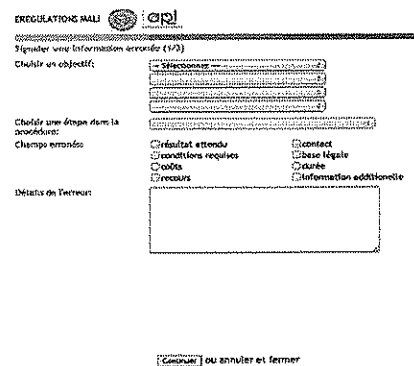 EREGULATIONS MALI api
Signaler une information erronée (1/3)
Choisir un objectif:
-- Sélectionnez --
Choisir une étape dans la procédure:
Champs erronés:
résultat attendu
contact
conditions requises
base légale
coûts
durée
recours
information additionelle
Détails de l'erreur:
Continuer ou annuler et fermer